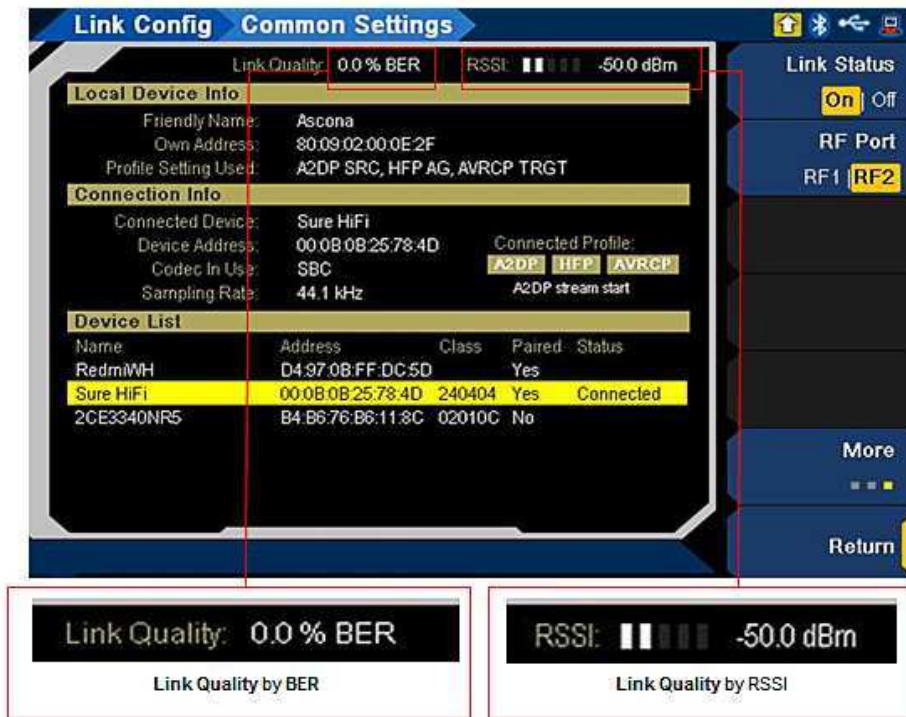 Link Config Common Settings
Link Quality: 0.0 % BER RSSI: -50.0 dBm
Link Status
On | Off
Local Device Info
Friendly Name: Ascona
Own Address: 80:09:02:00:0E:2F
RF Port
Profile Setting Used: A2DP SRC, HFP AG, AVRCP TRGT
RF1 | RF2
Connection Info
Connected Device: Sure HiFi
Device Address: 00:0B:0B:25:78:4D Connected Profile:
Codec In Use: SBC A2DP HFP AVRCP
Sampling Rate: 44.1 kHz A2DP stream start
Device List
Name Address Class Paired Status
RedmiWH D4:97:0B:FF:DC:5D Yes
Sure HiFi 00:0B:0B:25:78:4D 240404 Yes Connected
2CE3340NR5 B4:B6:76:B6:11:8C 02010C No
More
Return
Link Quality: 0.0 % BER
Link Quality by BER
RSSI: -50.0 dBm
Link Quality by RSSI